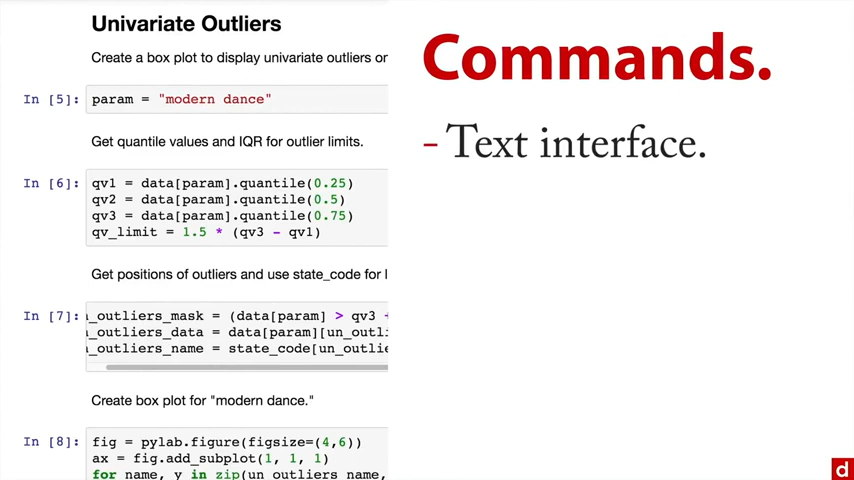 Univariate Outliers
Create a box plot to display univariate outliers or
In [5]: param = "modern dance"
Get quantile values and IQR for outlier limits.
In [6]: qv1 = data[param].quantile(0.25)
qv2 = data[param].quantile(0.5)
qv3 = data[param].quantile(0.75)
qv_limit = 1.5 * (qv3 - qv1)
Get positions of outliers and use state_code for l
In [7]: n_outliers_mask = (data[param] > qv3 +
n_outliers_data = data[param][un_outli
n_outliers_name = state_code[un_outlie
Create box plot for "modern dance."
In [8]: fig = pylab.figure(figsize=(4,6))
ax = fig.add_subplot(1, 1, 1)
for name, y in zip(un_outliers_name,
Commands.
- Text interface.
d